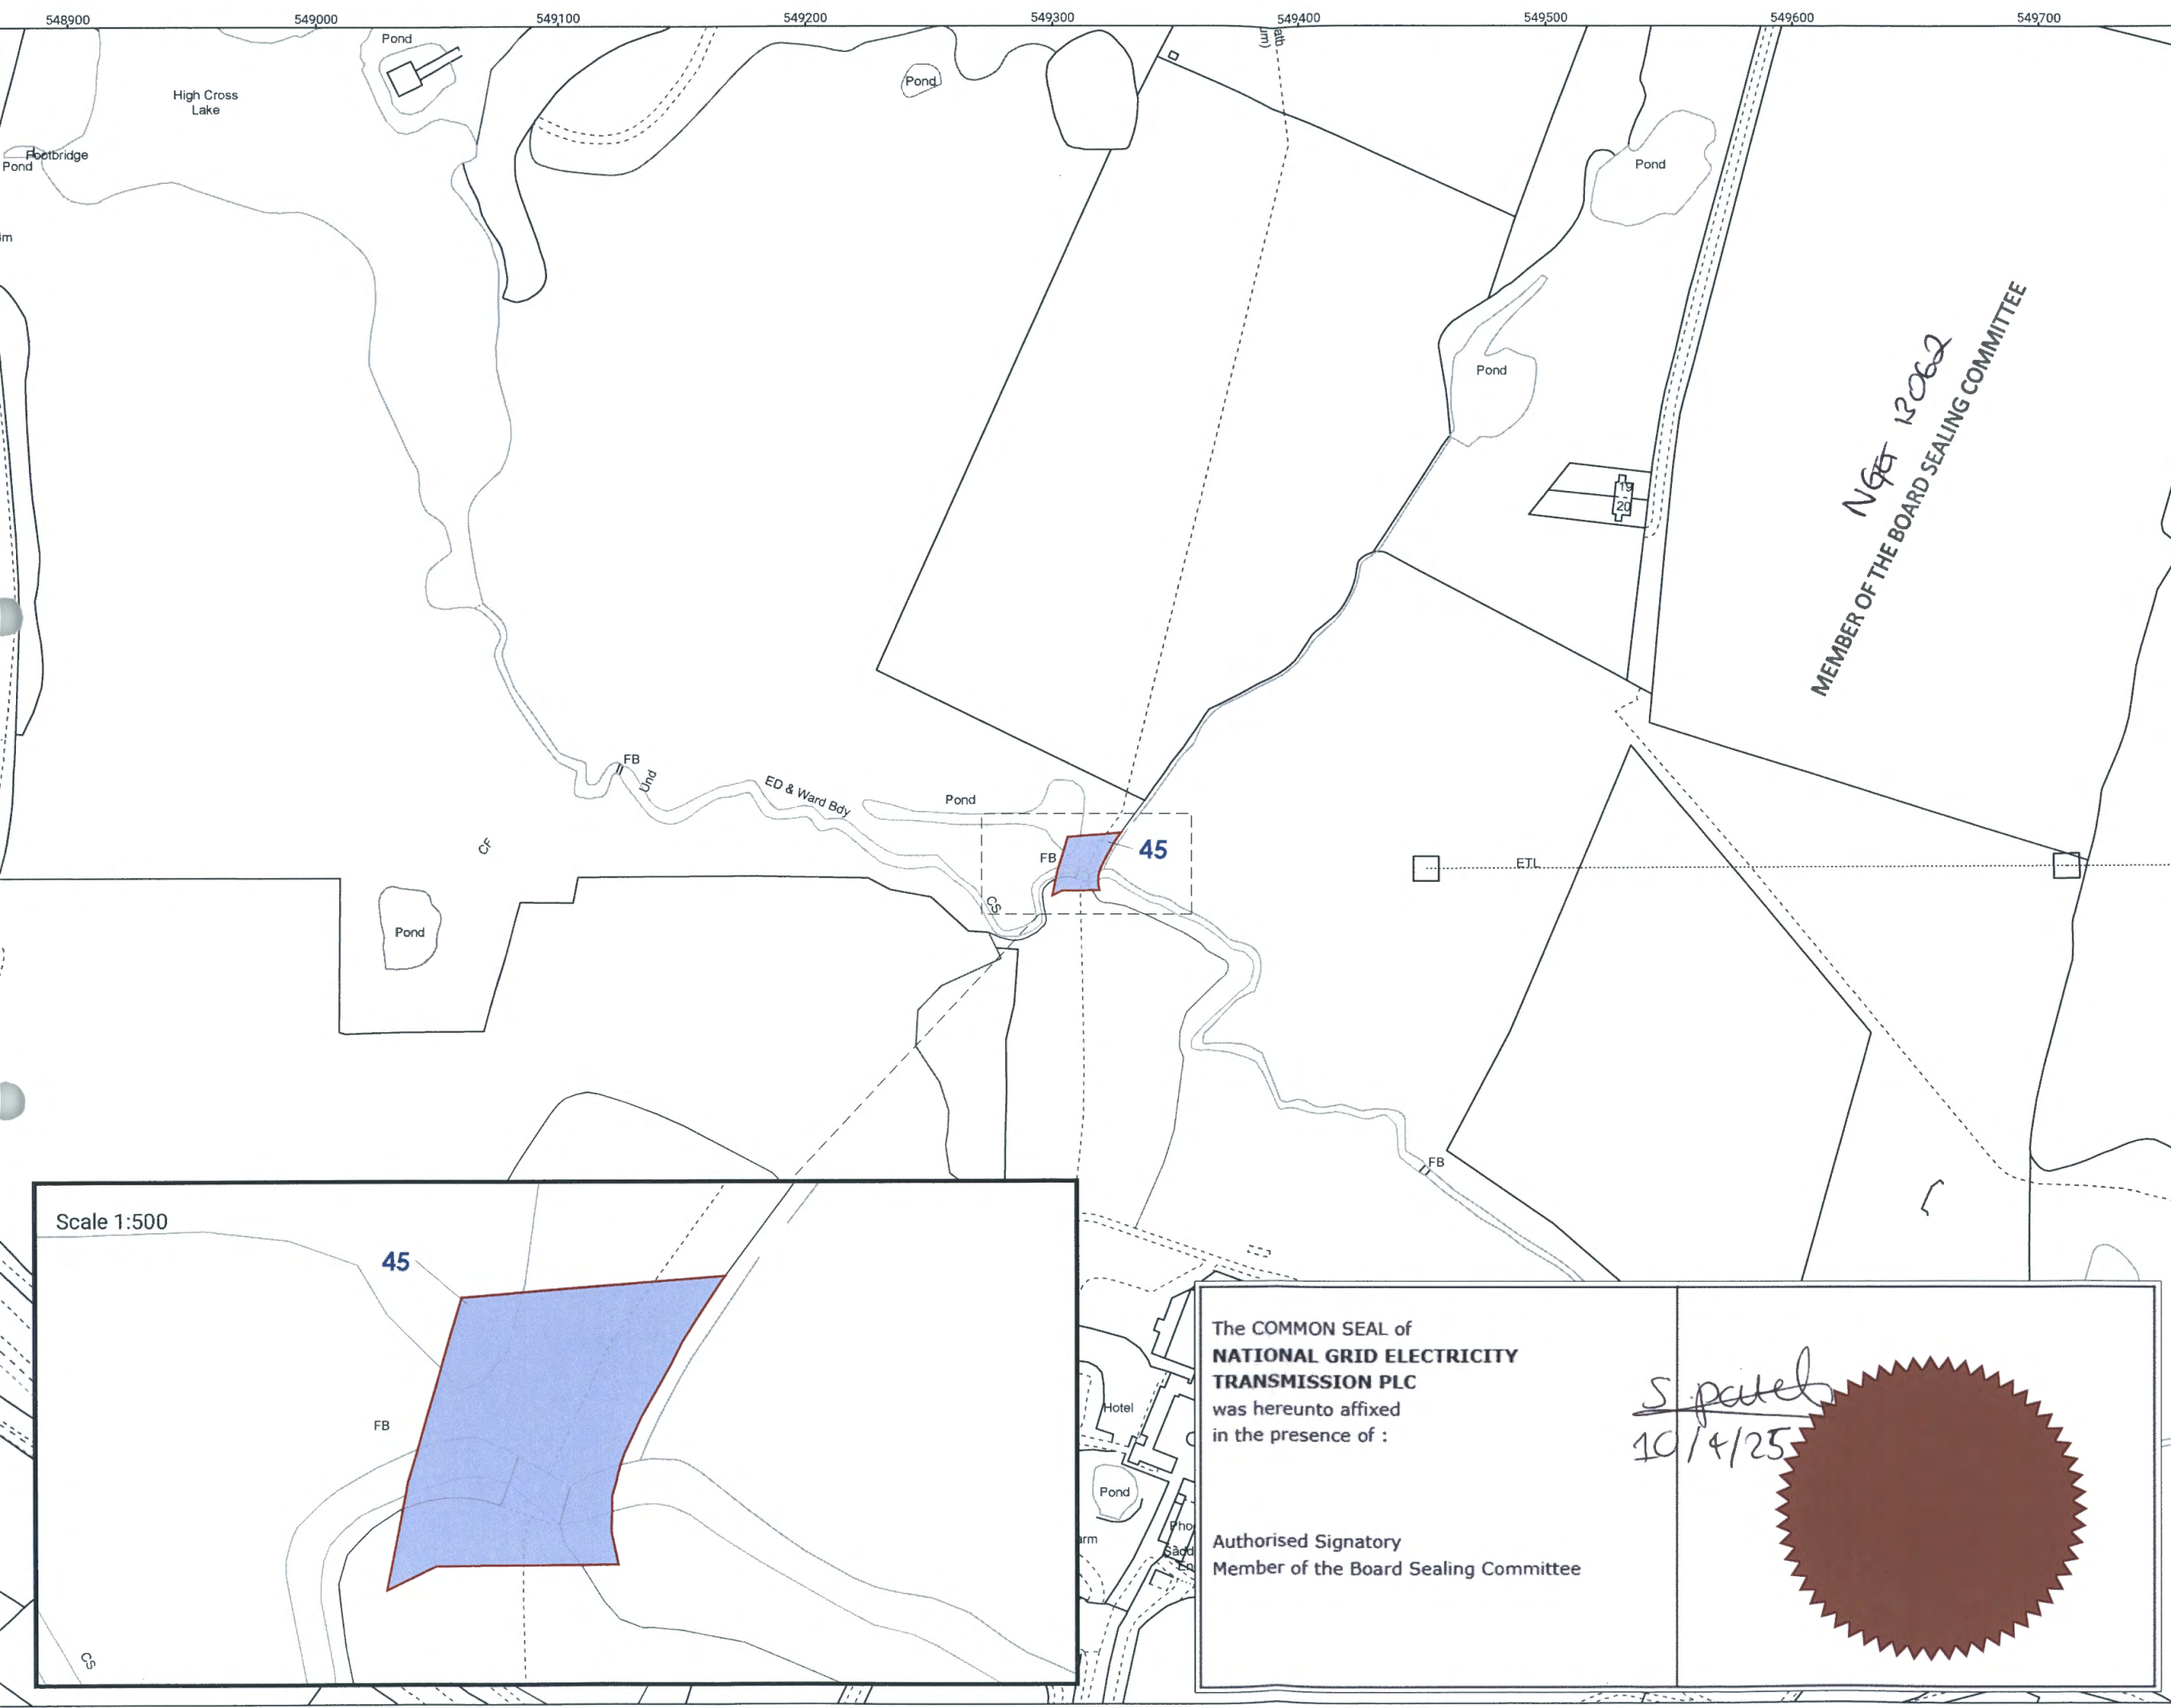 548900 549000 549100 549200 549300 549400 549500 549600 549700
Pond
High Cross
Lake
Pond
Footbridge
Pond
Pond
Pond
19
20
NGET 13062
MEMBER OF THE BOARD SEALING COMMITTEE
FB
Und
ED & Ward Bdy
Pond
CF
FB
45
ETL
CS
Pond
FB
Scale 1:500
45
FB
CS
Hotel
Pond
The COMMON SEAL of
NATIONAL GRID ELECTRICITY
TRANSMISSION PLC
was hereunto affixed
in the presence of :
S. patel
10/4/25
Authorised Signatory
Member of the Board Sealing Committee